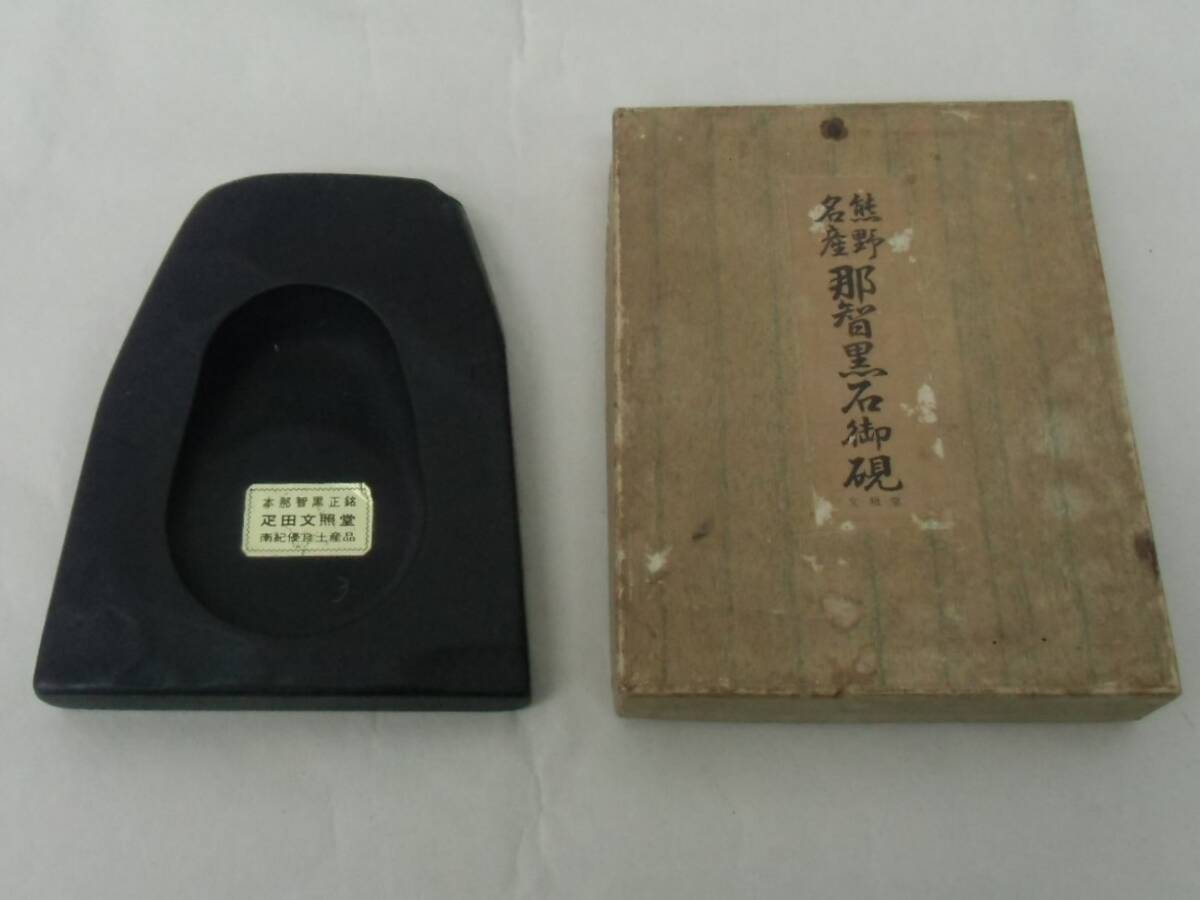 本那智黒正銘
疋田文照堂
南紀優良土産品
熊野
名産
那智黒石御硯